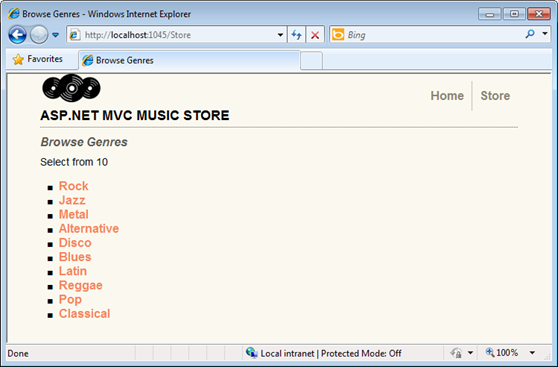 Browse Genres - Windows Internet Explorer
http://localhost:1045/Store
Bing
Favorites
Browse Genres
Home
Store
ASP.NET MVC MUSIC STORE
Browse Genres
Select from 10
Rock
Jazz
Metal
Alternative
Disco
Blues
Latin
Reggae
Pop
Classical
Done
Local intranet | Protected Mode: Off
100%